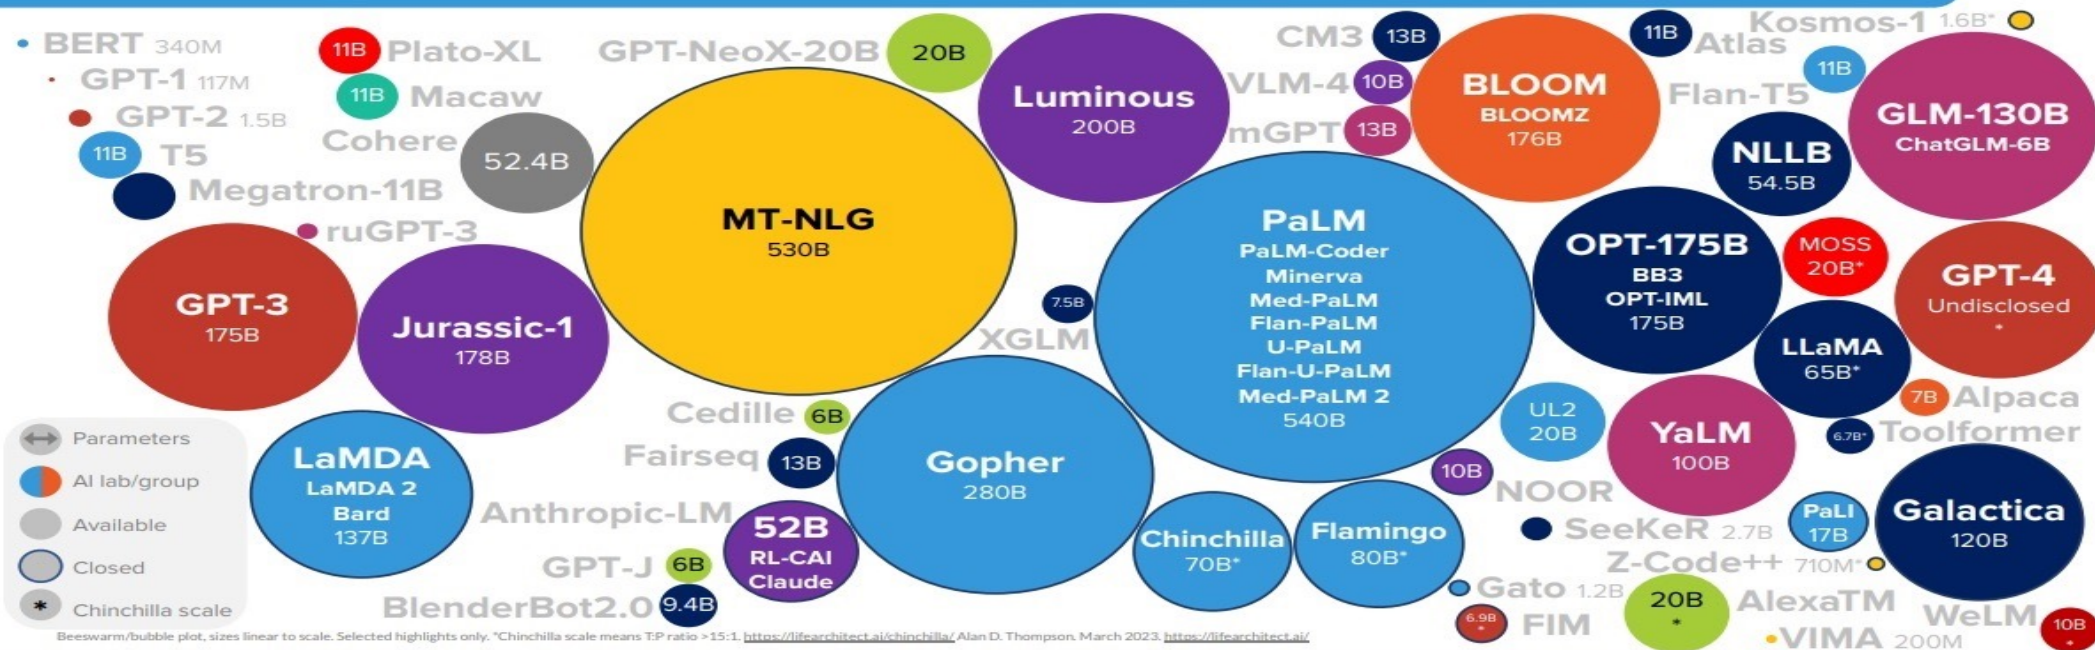 BERT 340M
GPT-1 117M
GPT-2 1.5B
11B T5
Megatron-11B
ruGPT-3
11B Plato-XL
11B Macaw
Cohere
52.4B
GPT-NeoX-20B 20B
Luminous
200B
CM3 13B
VLM-4 10B
mGPT 13B
BLOOM
BLOOMZ
176B
11B Atlas
Kosmos-1 1.6B*
Flan-T5 11B
GLM-130B
ChatGLM-6B
NLLB
54.5B
MT-NLG
530B
PaLM
PaLM-Coder
Minerva
Med-PaLM
Flan-PaLM
U-PaLM
Flan-U-PaLM
Med-PaLM 2
540B
OPT-175B
BB3
OPT-IML
175B
MOSS
20B*
GPT-4
Undisclosed
*
GPT-3
175B
Jurassic-1
178B
7.5B
XGLM
LLaMA
65B*
7B Alpaca
6.7B* Toolformer
UL2
20B
YaLM
100B
Cedille 6B
Fairseq 13B
Gopher
280B
LaMDA
LaMDA 2
Bard
137B
Anthropic-LM
52B
RL-CAI
Claude
GPT-J 6B
BlenderBot2.0 9.4B
Chinchilla
70B*
Flamingo
80B*
10B
NOOR
SeeKeR 2.7B
PaLI
17B
Galactica
120B
Z-Code++ 710M*
Gato 1.2B
6.9B
*
FIM
20B
*
AlexaTM
WeLM
10B
*
VIMA 200M
Parameters
AI lab/group
Available
Closed
* Chinchilla scale
Beeswarm/bubble plot, sizes linear to scale. Selected highlights only. *Chinchilla scale means T:P ratio >15:1. https://lifearchitect.ai/chinchilla/ Alan D. Thompson. March 2023. https://lifearchitect.ai/